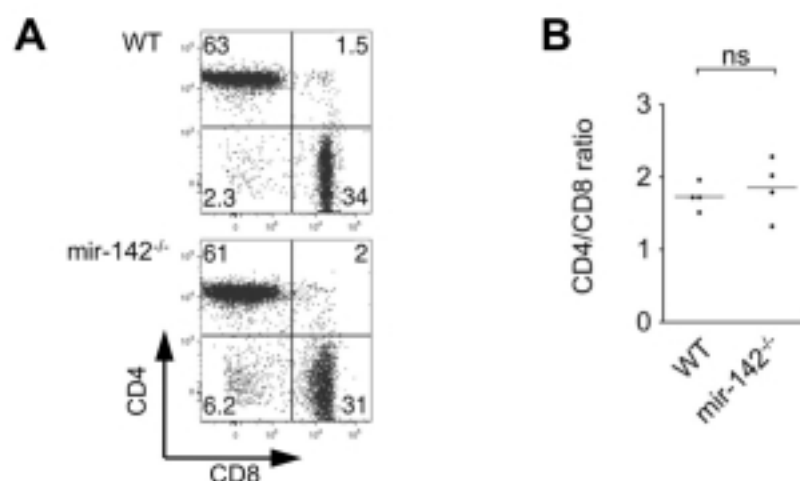 A
WT
63
1.5
2.3
34
mir-142-/-
61
2
6.2
31
CD4
CD8
B
ns
3
2
1
0
CD4/CD8 ratio
WT
mir-142-/-